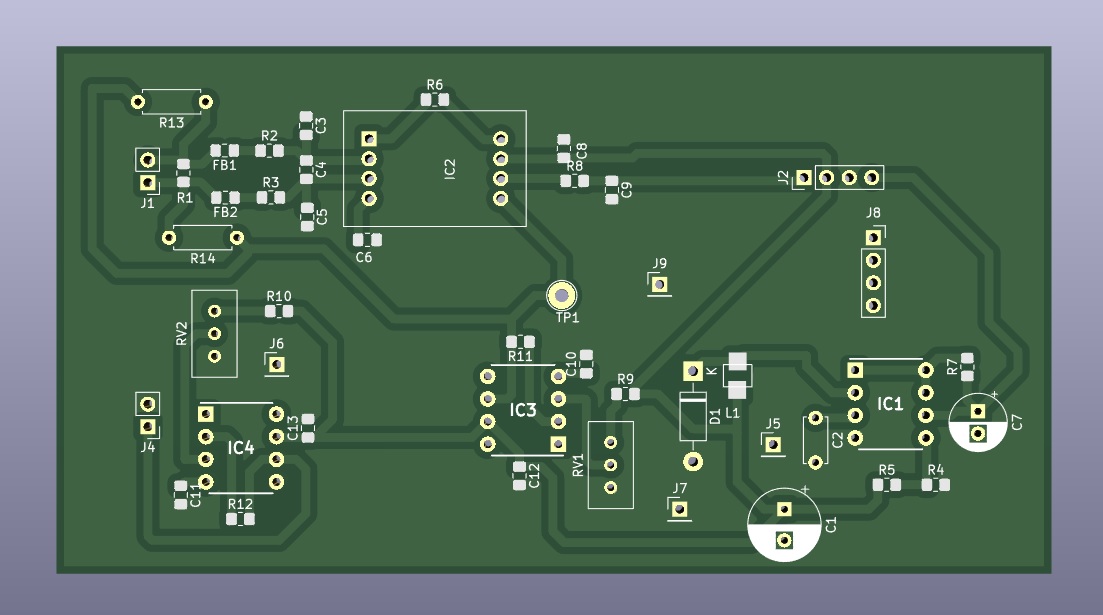 R6
R13
C3
R2
C8
FB1
C4
IC2
R8
J2
R1
R3
C9
J1
FB2
C5
J8
R14
C6
J9
R10
TP1
RV2
J6
R11
C10
K
R7
R9
L1
+
IC3
IC1
D1
C7
C13
J5
C2
J4
IC4
RV1
C12
R5
R4
C11
J7
+
R12
C1